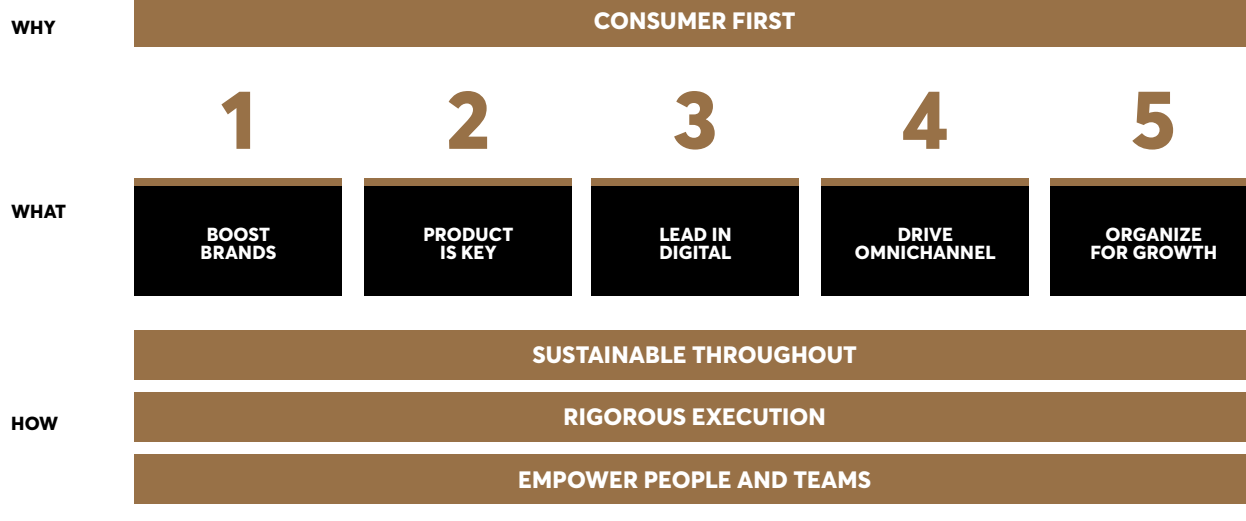 WHY
CONSUMER FIRST
1
2
3
4
5
WHAT
BOOST
BRANDS
PRODUCT
IS KEY
LEAD IN
DIGITAL
DRIVE
OMNICHANNEL
ORGANIZE
FOR GROWTH
HOW
SUSTAINABLE THROUGHOUT
RIGOROUS EXECUTION
EMPOWER PEOPLE AND TEAMS